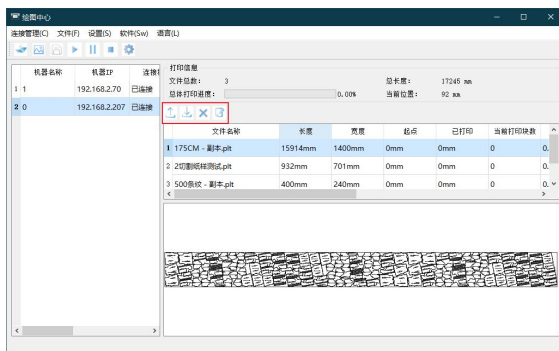 绘图中心
连接管理(C) 文件(F) 设置(S) 软件(Sw) 语言(L)
机器名称 机器IP 连接
1 1 192.168.2.70 已连接
2 0 192.168.2.207 已连接
打印信息
文件总数: 3 总长度: 17245 mm
总体打印进度: 0.00% 当前位置: 92 mm
文件名称 长度 宽度 起点 已打印 当前打印块数
1 175CM - 副本.plt 15914mm 1400mm 0mm 0mm 0 0.
2 2切割纸样测试.plt 932mm 701mm 0mm 0mm 0 0.
3 500条纹 - 副本.plt 400mm 240mm 0mm 0mm 0 0.